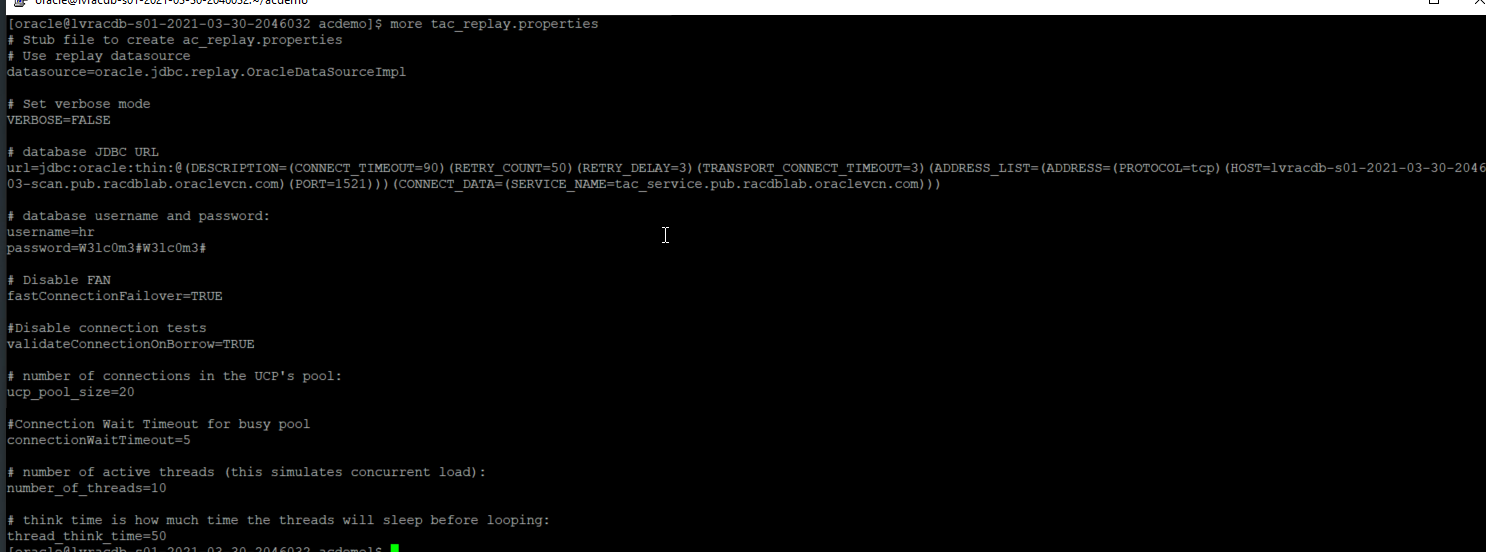 oracle@lvracdb-s01-2021-03-30-2046032:~/acdemo
[oracle@lvracdb-s01-2021-03-30-2046032 acdemo]$ more tac_replay.properties
# Stub file to create ac_replay.properties
# Use replay datasource
datasource=oracle.jdbc.replay.OracleDataSourceImpl
# Set verbose mode
VERBOSE=FALSE
# database JDBC URL
url=jdbc:oracle:thin:@(DESCRIPTION=(CONNECT_TIMEOUT=90)(RETRY_COUNT=50)(RETRY_DELAY=3)(TRANSPORT_CONNECT_TIMEOUT=3)(ADDRESS_LIST=(ADDRESS=(PROTOCOL=tcp)(HOST=lvracdb-s01-2021-03-30-2046
03-scan.pub.racdblab.oraclevcn.com)(PORT=1521)))(CONNECT_DATA=(SERVICE_NAME=tac_service.pub.racdblab.oraclevcn.com)))
# database username and password:
username=hr
password=W3lc0m3#W3lc0m3#
# Disable FAN
fastConnectionFailover=TRUE
#Disable connection tests
validateConnectionOnBorrow=TRUE
# number of connections in the UCP's pool:
ucp_pool_size=20
#Connection Wait Timeout for busy pool
connectionWaitTimeout=5
# number of active threads (this simulates concurrent load):
number_of_threads=10
# think time is how much time the threads will sleep before looping:
thread_think_time=50
[oracle@lvracdb-s01-2021-03-30-2046032 acdemo]$